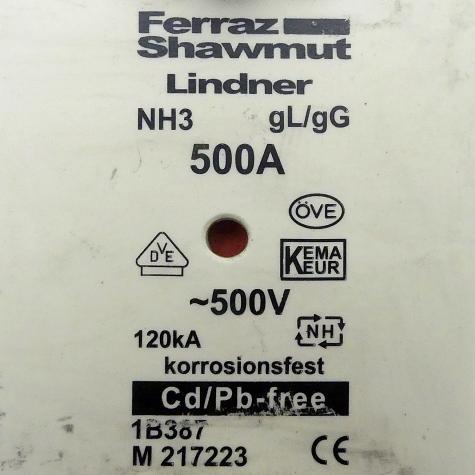 Ferraz
Shawmut
Lindner
NH3 gL/gG
500A
ÖVE
DVE
KEMA
KEUR
~500V
120kA NH
korrosionsfest
Cd/Pb-free
1B387
M 217223 CE